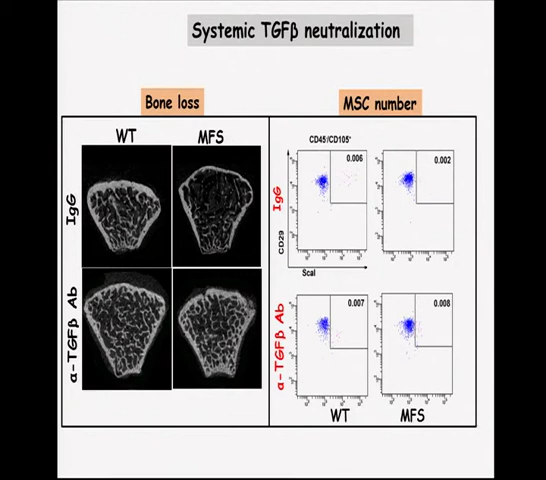 Systemic TGFβ neutralization
Bone loss
MSC number
WT
MFS
CD45⁻/CD105⁺
IgG
IgG
0.006
0.002
CD29
ScaI
α-TGFβ Ab
α-TGFβ Ab
0.007
0.008
WT
MFS